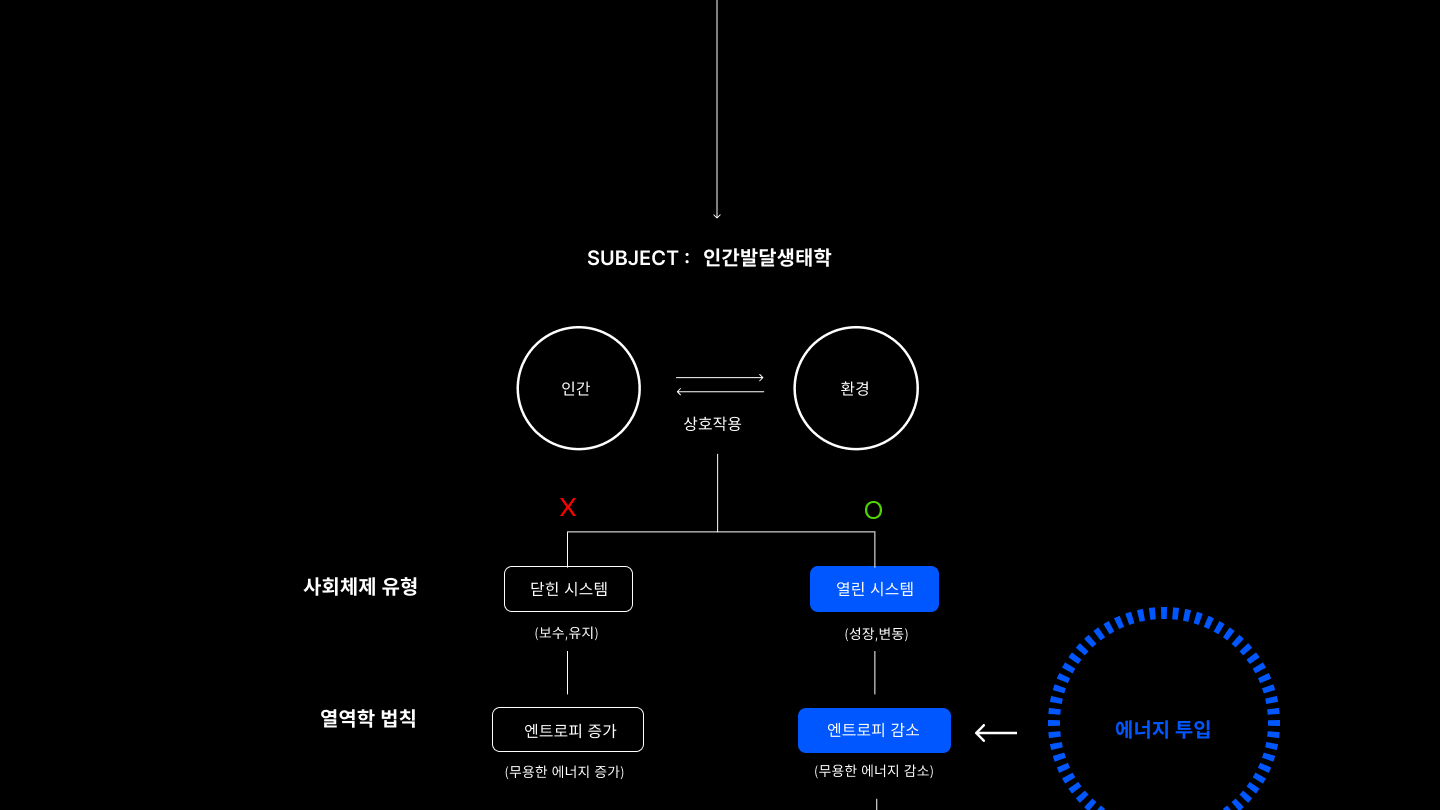 SUBJECT : 인간발달생태학
인간
환경
상호작용
X
O
사회체제 유형
닫힌 시스템
열린 시스템
(보수,유지)
(성장,변동)
열역학 법칙
엔트로피 증가
엔트로피 감소
에너지 투입
(무용한 에너지 증가)
(무용한 에너지 감소)